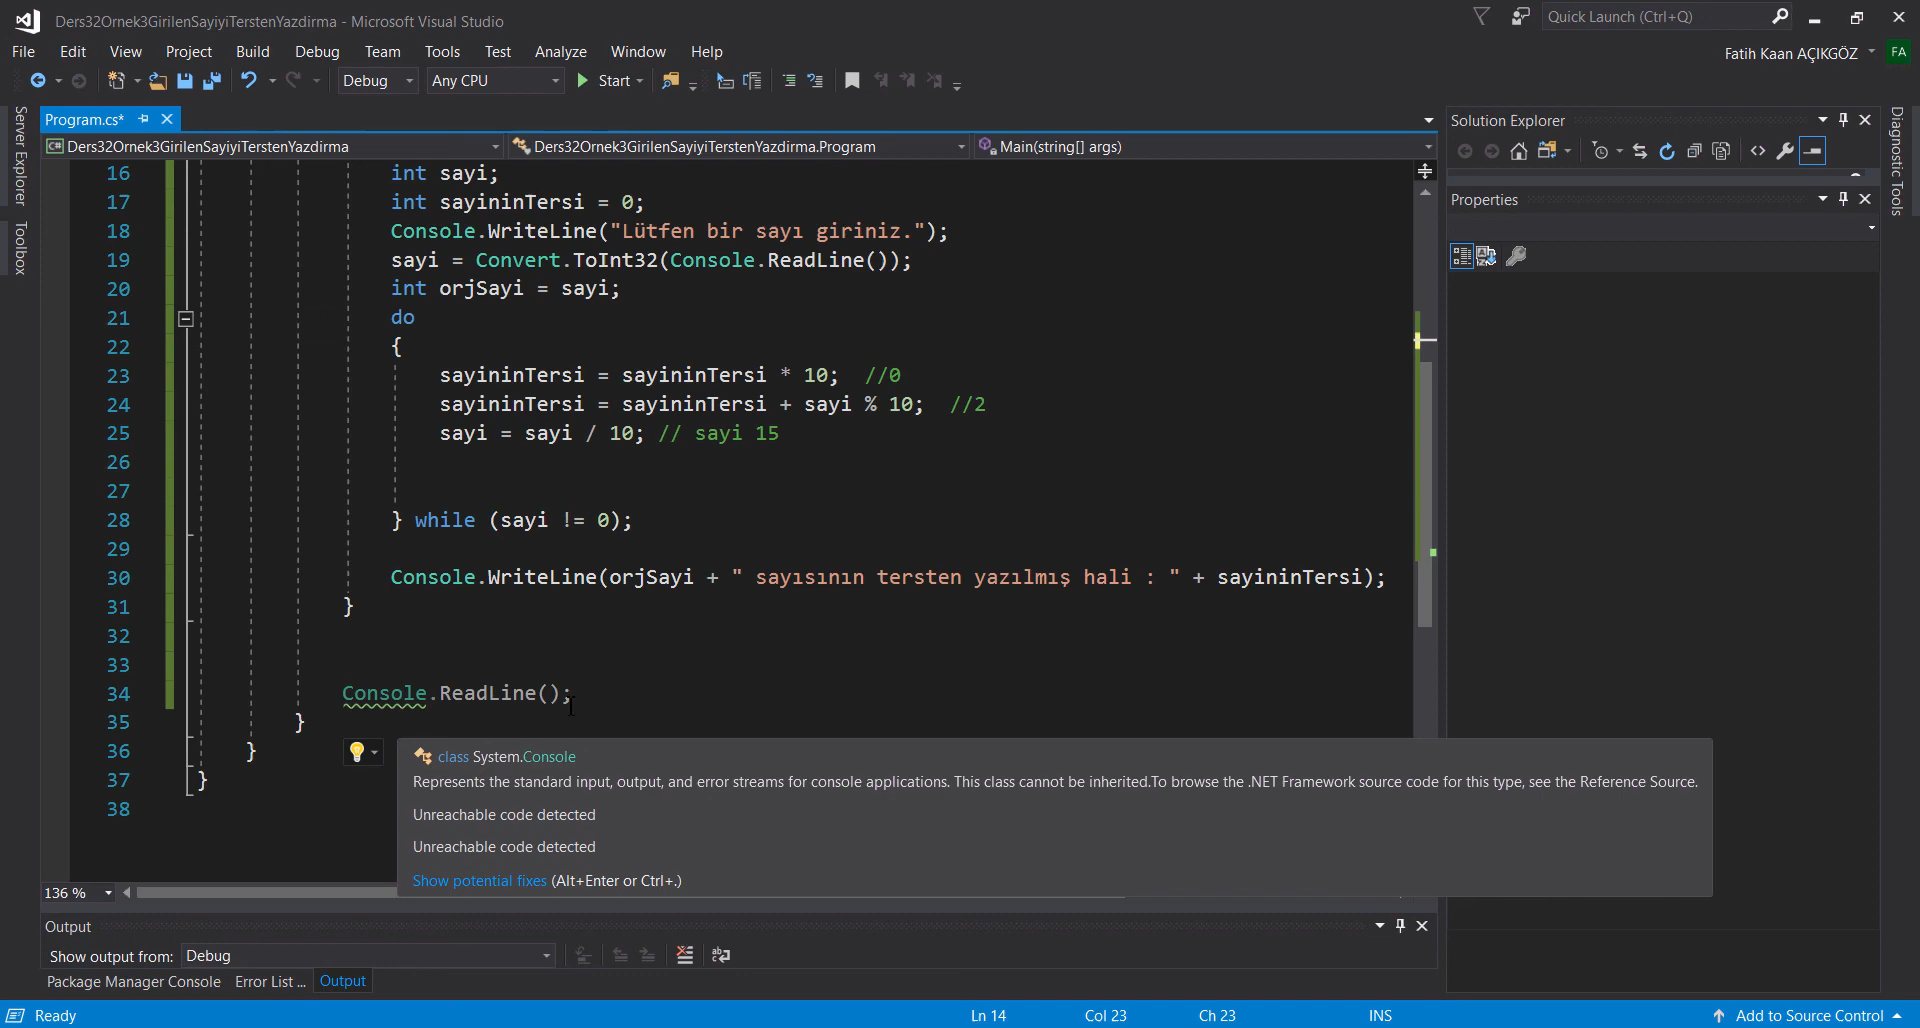 Ders32Ornek3GirilenSayiyiTerstenYazdirma - Microsoft Visual Studio
Quick Launch (Ctrl+Q)
File Edit View Project Build Debug Team Tools Test Analyze Window Help
Fatih Kaan AÇIKGÖZ FA
Debug Any CPU Start
Server Explorer
Toolbox
Program.cs*
Ders32Ornek3GirilenSayiyiTerstenYazdirma Ders32Ornek3GirilenSayiyiTerstenYazdirma.Program Main(string[] args)
16 int sayi;
17 int sayininTersi = 0;
18 Console.WriteLine("Lütfen bir sayı giriniz.");
19 sayi = Convert.ToInt32(Console.ReadLine());
20 int orjSayi = sayi;
21 do
22 {
23 sayininTersi = sayininTersi * 10; //0
24 sayininTersi = sayininTersi + sayi % 10; //2
25 sayi = sayi / 10; // sayi 15
26
27
28 } while (sayi != 0);
29
30 Console.WriteLine(orjSayi + " sayısının tersten yazılmış hali : " + sayininTersi);
31 }
32
33
34 Console.ReadLine();
35 }
36 }
37 }
38
class System.Console
Represents the standard input, output, and error streams for console applications. This class cannot be inherited.To browse the .NET Framework source code for this type, see the Reference Source.
Unreachable code detected
Unreachable code detected
Show potential fixes (Alt+Enter or Ctrl+.)
136 %
Output
Show output from: Debug
Package Manager Console Error List ... Output
Solution Explorer
Properties
Diagnostic Tools
Ready Ln 14 Col 23 Ch 23 INS Add to Source Control